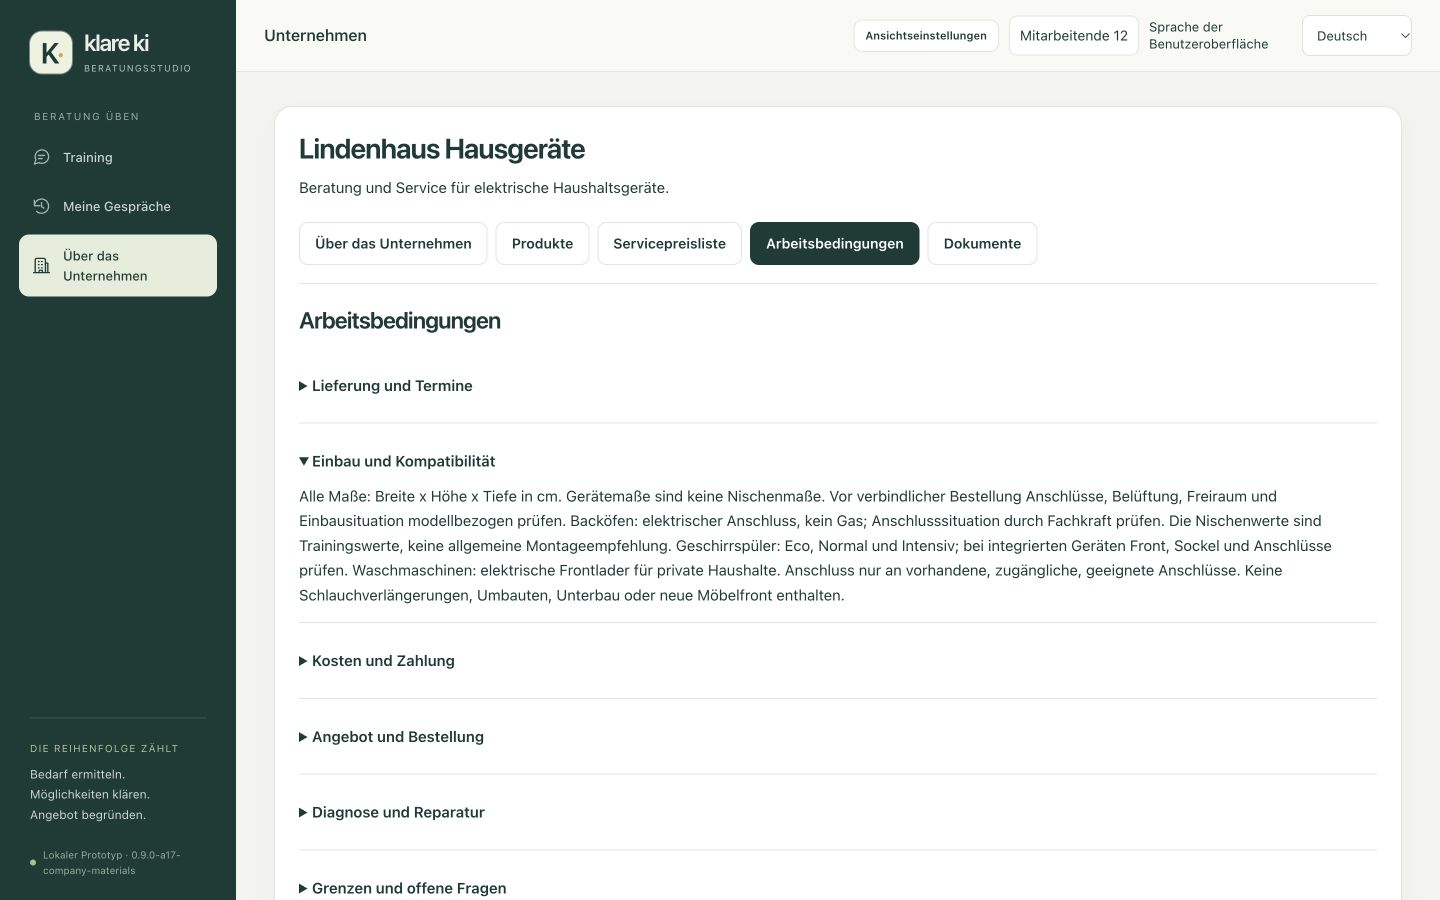 K
klare ki
BERATUNGSSTUDIO
BERATUNG ÜBEN
Training
Meine Gespräche
Über das
Unternehmen
DIE REIHENFOLGE ZÄHLT
Bedarf ermitteln.
Möglichkeiten klären.
Angebot begründen.
Lokaler Prototyp · 0.9.0-a17-
company-materials
Unternehmen
Ansichtseinstellungen
Mitarbeitende 12
Sprache der
Benutzeroberfläche
Deutsch
Lindenhaus Hausgeräte
Beratung und Service für elektrische Haushaltsgeräte.
Über das Unternehmen
Produkte
Servicepreisliste
Arbeitsbedingungen
Dokumente
Arbeitsbedingungen
Lieferung und Termine
Einbau und Kompatibilität
Alle Maße: Breite x Höhe x Tiefe in cm. Gerätemaße sind keine Nischenmaße. Vor verbindlicher Bestellung Anschlüsse, Belüftung, Freiraum und
Einbausituation modellbezogen prüfen. Backöfen: elektrischer Anschluss, kein Gas; Anschlusssituation durch Fachkraft prüfen. Die Nischenwerte sind
Trainingswerte, keine allgemeine Montageempfehlung. Geschirrspüler: Eco, Normal und Intensiv; bei integrierten Geräten Front, Sockel und Anschlüsse
prüfen. Waschmaschinen: elektrische Frontlader für private Haushalte. Anschluss nur an vorhandene, zugängliche, geeignete Anschlüsse. Keine
Schlauchverlängerungen, Umbauten, Unterbau oder neue Möbelfront enthalten.
Kosten und Zahlung
Angebot und Bestellung
Diagnose und Reparatur
Grenzen und offene Fragen